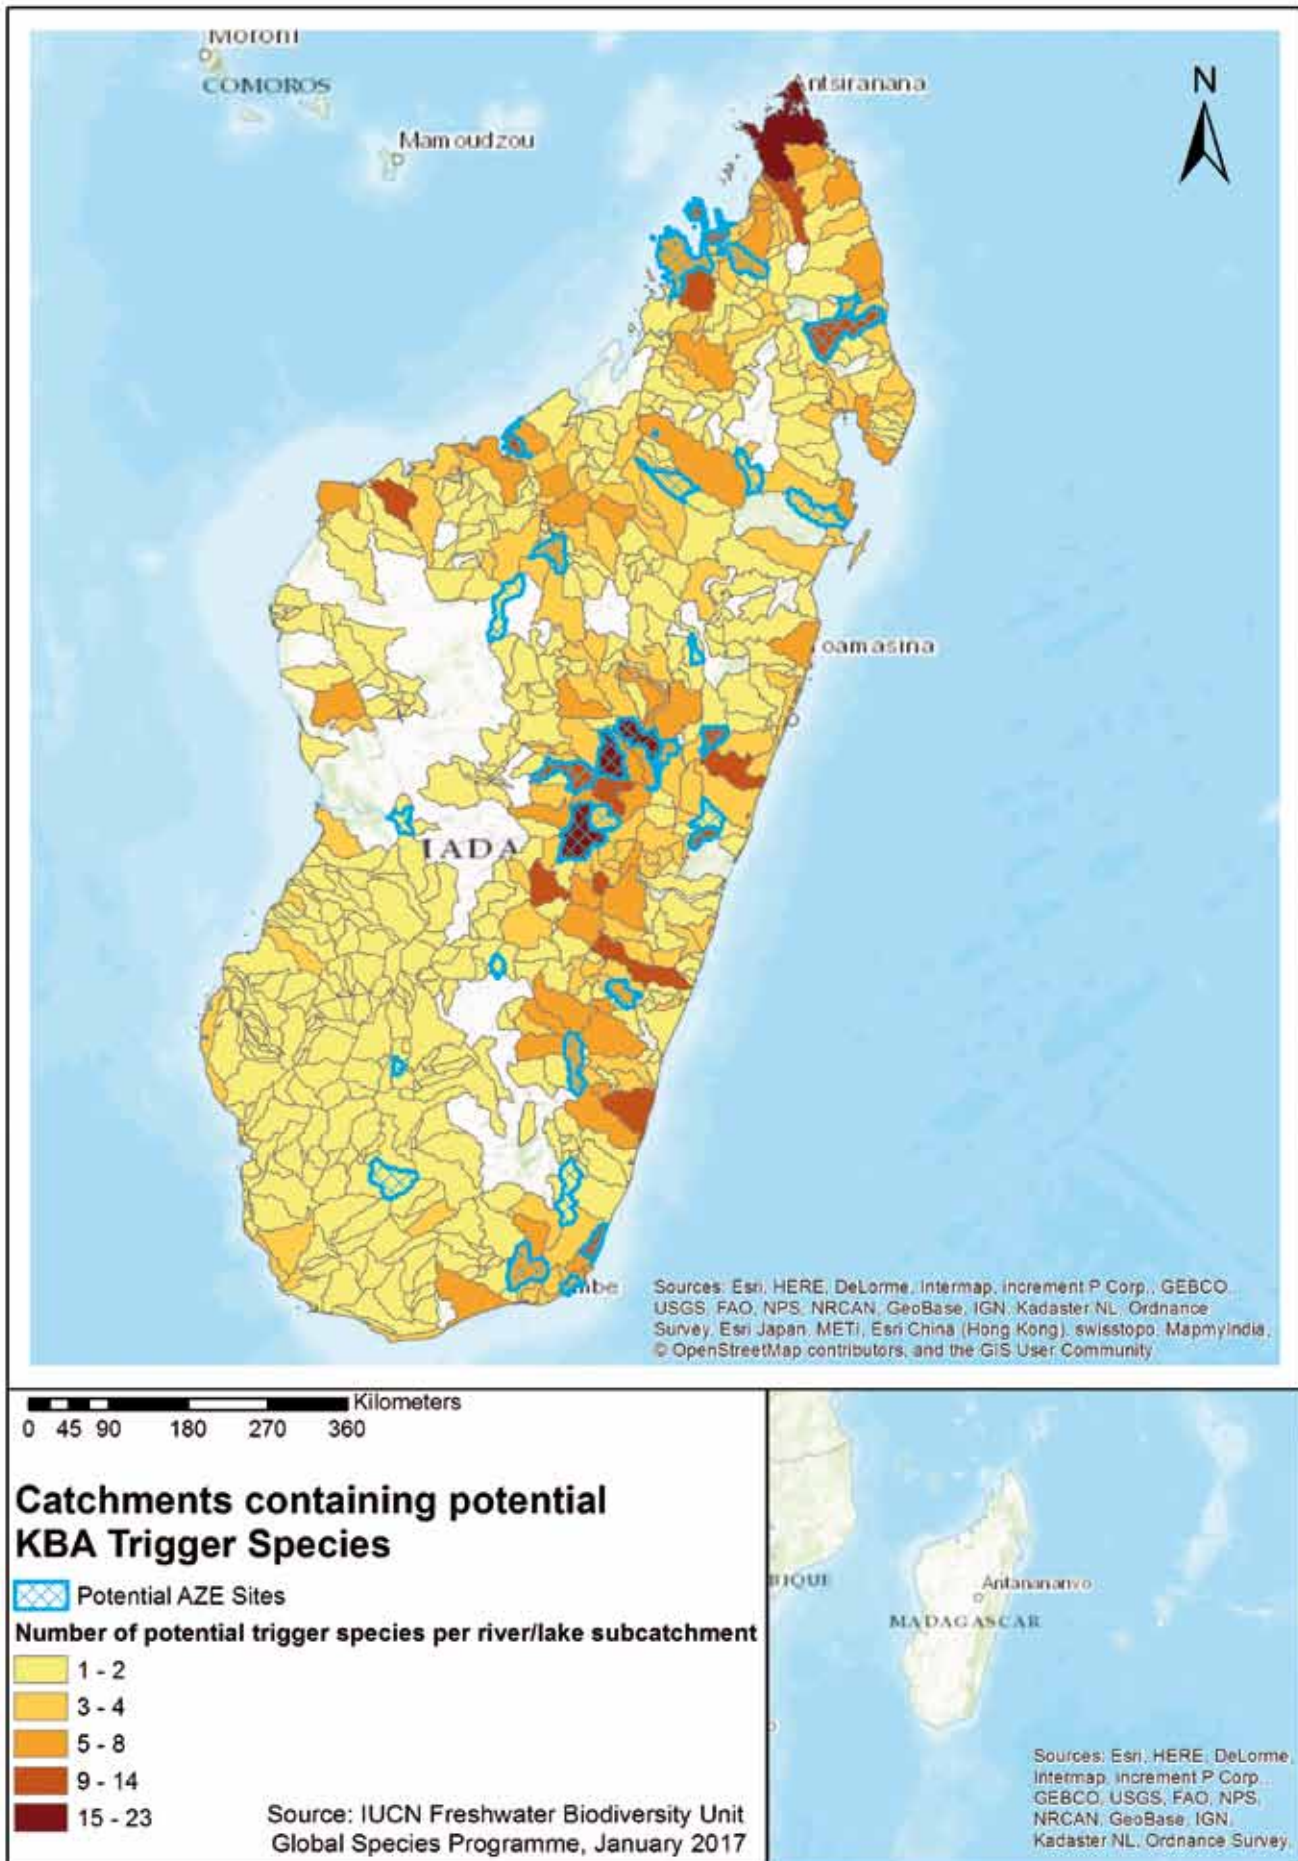 Moroni
COMOROS
Mamoudzou
Antsiranana
N
oamasina
IADA
mbe
Sources: Esri, HERE, DeLorme, Intermap, increment P Corp., GEBCO,
USGS, FAO, NPS, NRCAN, GeoBase, IGN, Kadaster NL, Ordnance
Survey, Esri Japan, METI, Esri China (Hong Kong), swisstopo, MapmyIndia,
© OpenStreetMap contributors, and the GIS User Community
Kilometers
0 45 90 180 270 360
Catchments containing potential
KBA Trigger Species
Potential AZE Sites
Number of potential trigger species per river/lake subcatchment
1 - 2
3 - 4
5 - 8
9 - 14
15 - 23
Source: IUCN Freshwater Biodiversity Unit
Global Species Programme, January 2017
BIQUE
Antananarivo
MADAGASCAR
Sources: Esri, HERE, DeLorme,
Intermap, increment P Corp.,
GEBCO, USGS, FAO, NPS,
NRCAN, GeoBase, IGN,
Kadaster NL, Ordnance Survey,